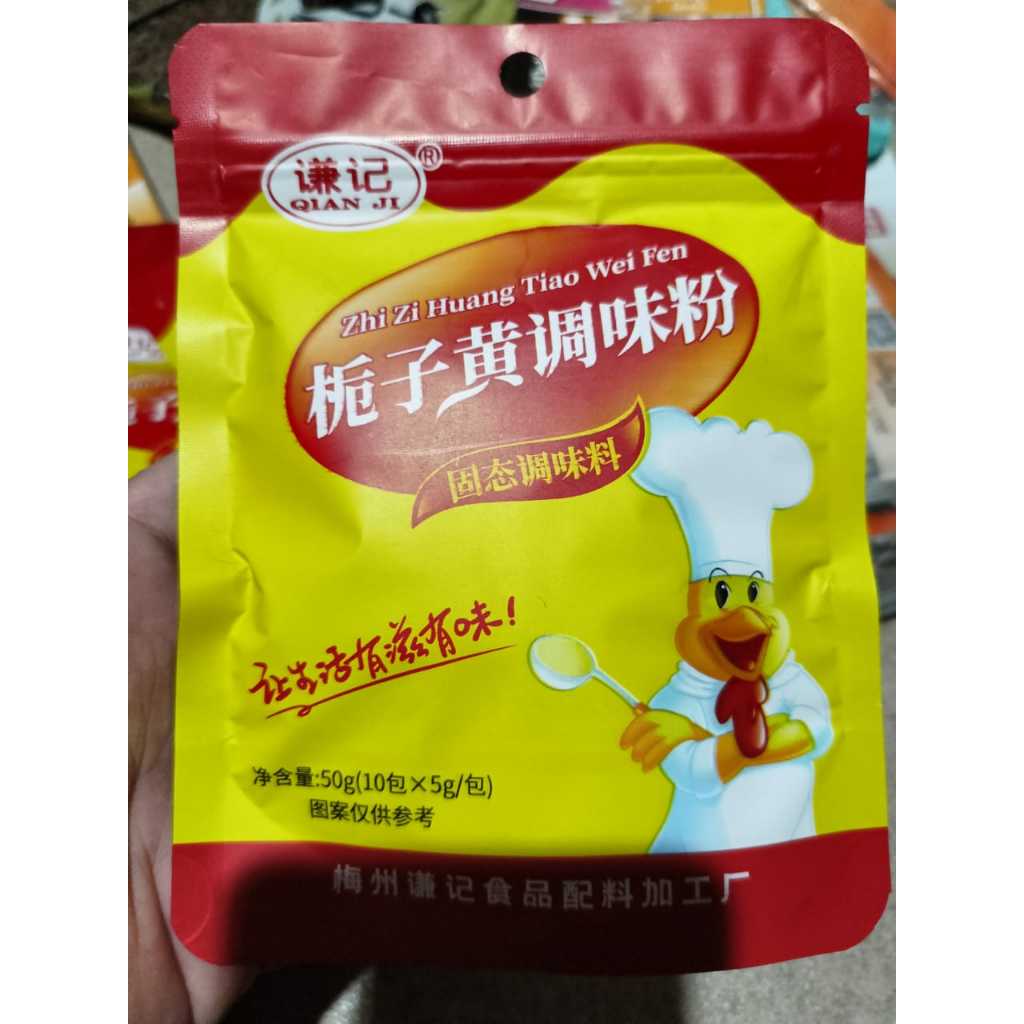 谦记®
QIAN JI
Zhi Zi Huang Tiao Wei Fen
栀子黄调味粉
固态调味料
让生活有滋有味！
净含量:50g(10包×5g/包)
图案仅供参考
梅州谦记食品配料加工厂